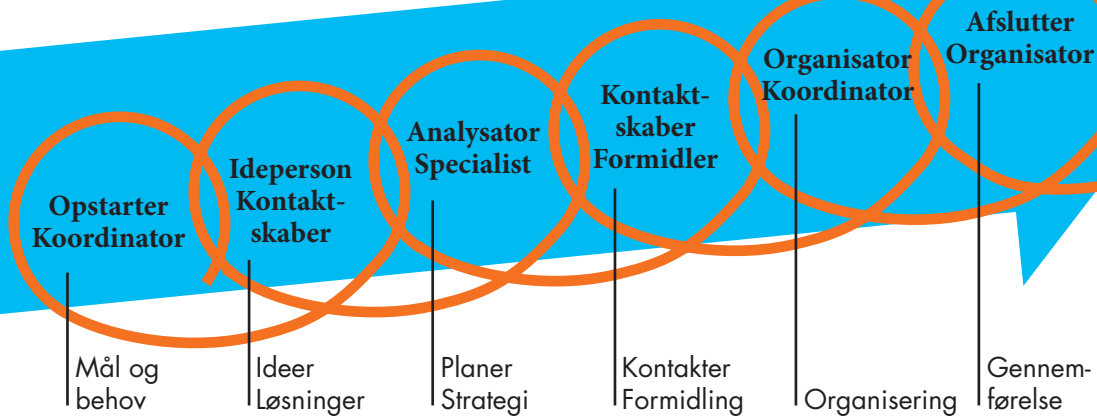 Opstarter
Koordinator
Ideperson
Kontakt-
skaber
Analysator
Specialist
Kontakt-
skaber
Formidler
Organisator
Koordinator
Afslutter
Organisator
Mål og
behov
Ideer
Løsninger
Planer
Strategi
Kontakter
Formidling
Organisering
Gennem-
førelse